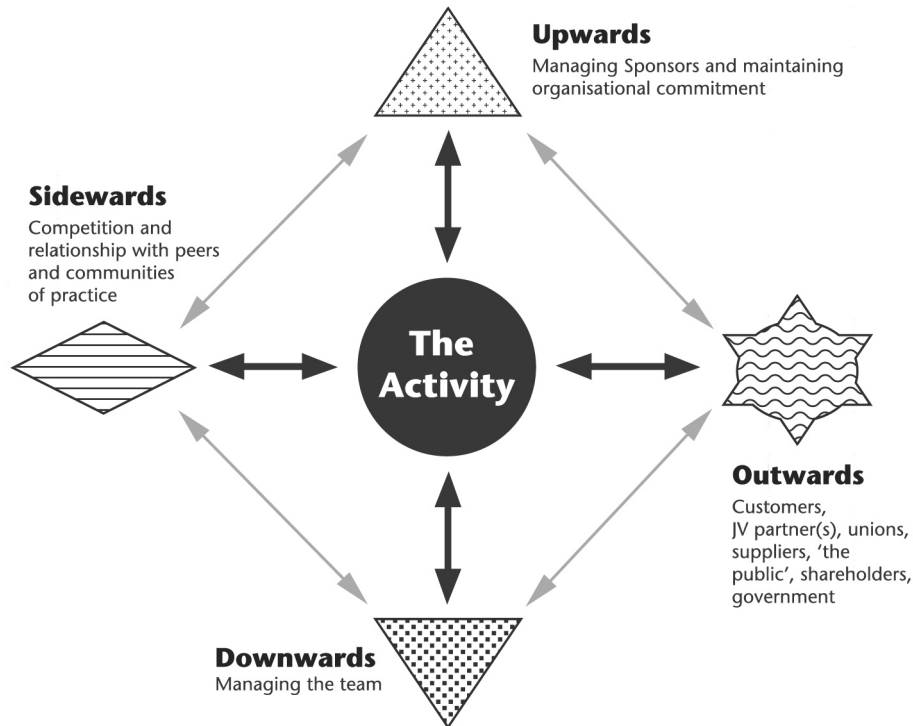 Upwards
Managing Sponsors and maintaining
organisational commitment
Sidewards
Competition and
relationship with peers
and communities
of practice
The
Activity
Outwards
Customers,
JV partner(s), unions,
suppliers, ‘the
public’, shareholders,
government
Downwards
Managing the team